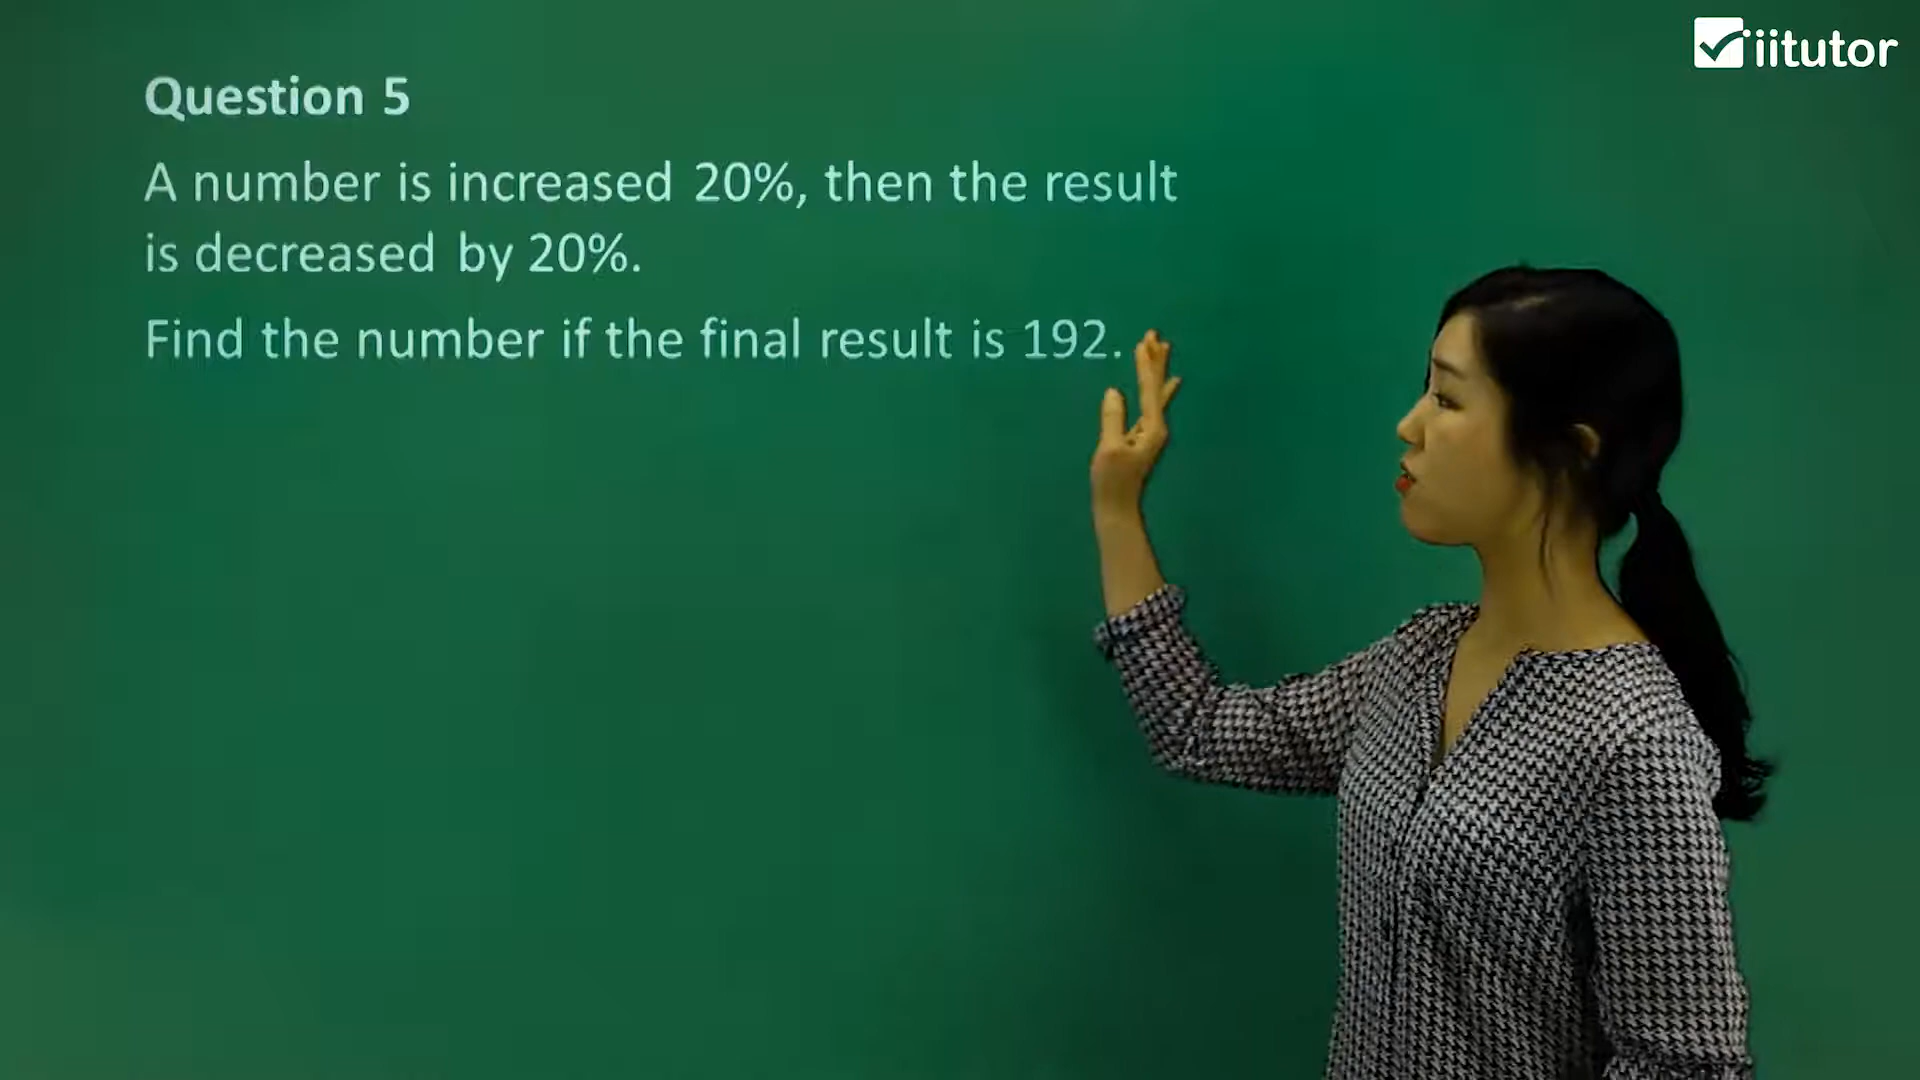 iitutor
Question 5
A number is increased 20%, then the result
is decreased by 20%.
Find the number if the final result is 192.